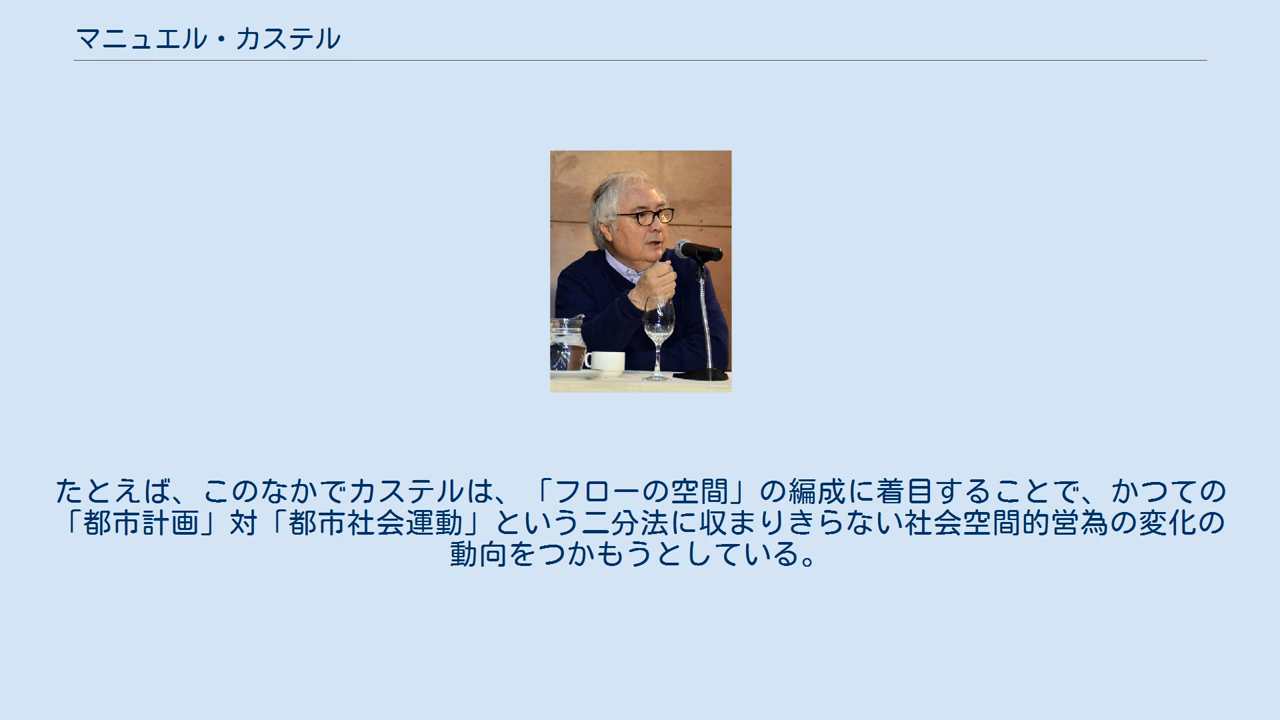 マニュエル・カステル
たとえば、このなかでカステルは、「フローの空間」の編成に着目することで、かつての
「都市計画」対「都市社会運動」という二分法に収まりきらない社会空間的営為の変化の
動向をつかもうとしている。